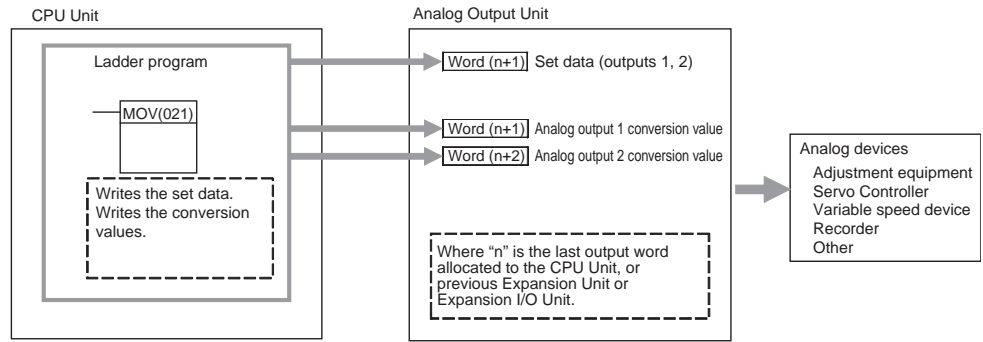 CPU Unit
Analog Output Unit
Ladder program
MOV(021)
Writes the set data.
Writes the conversion
values.
Word (n+1) Set data (outputs 1, 2)
Word (n+1) Analog output 1 conversion value
Word (n+2) Analog output 2 conversion value
Where “n” is the last output word
allocated to the CPU Unit, or
previous Expansion Unit or
Expansion I/O Unit.
Analog devices
Adjustment equipment
Servo Controller
Variable speed device
Recorder
Other